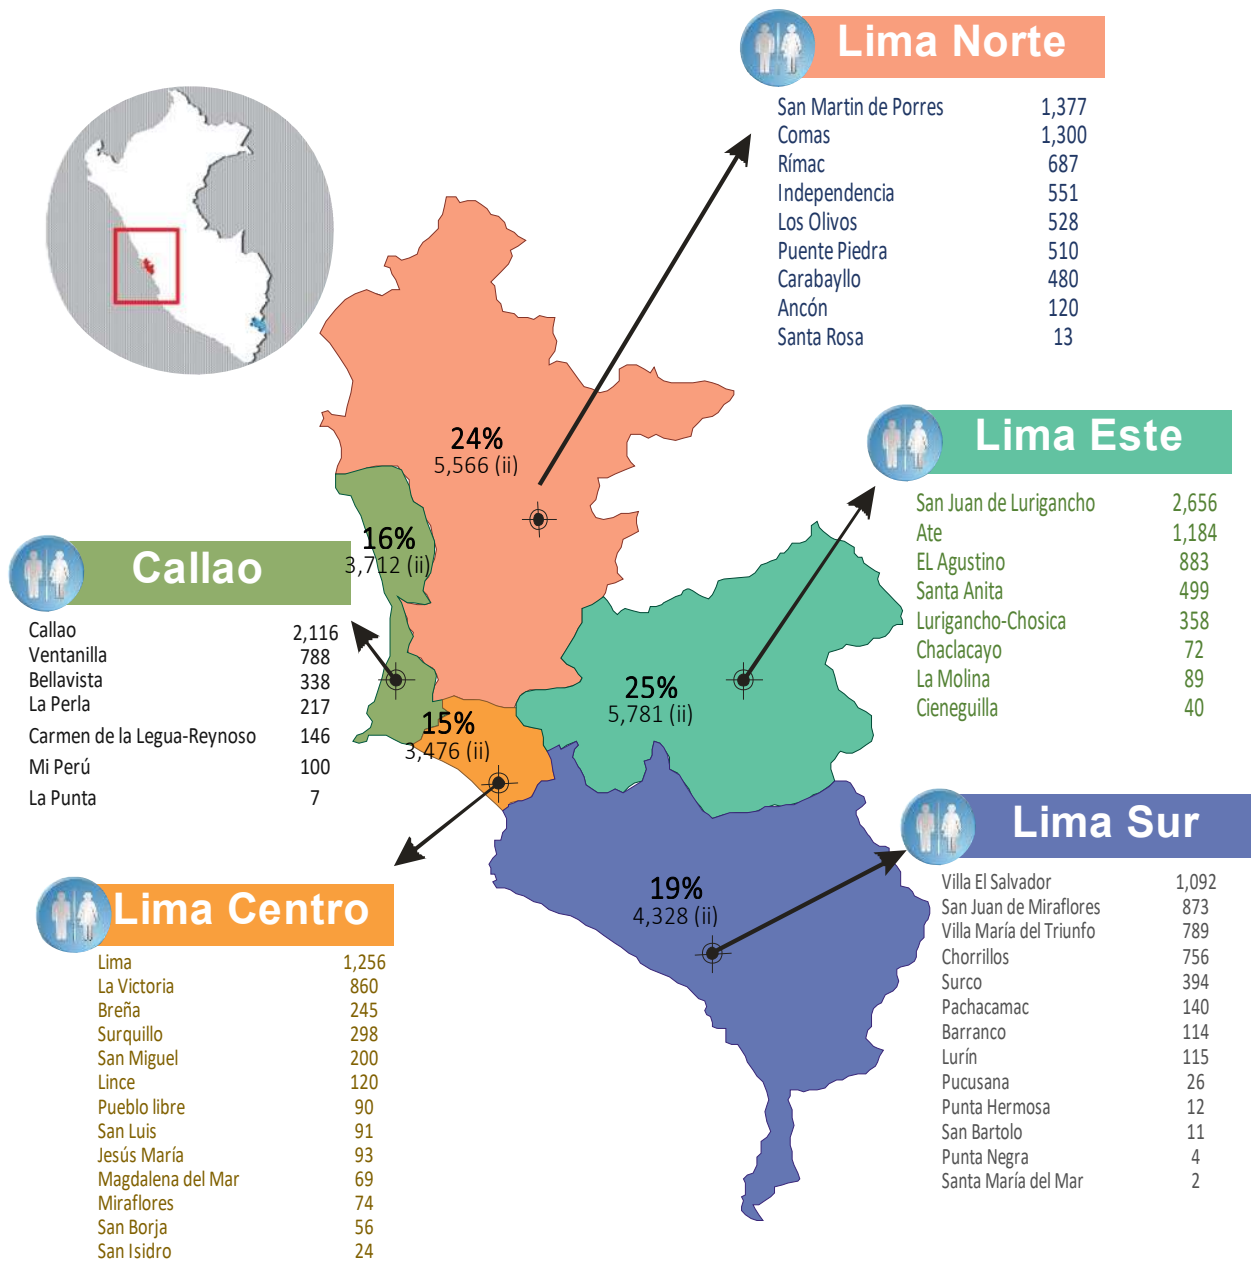 Lima Norte
San Martin de Porres 1,377
Comas 1,300
Rímac 687
Independencia 551
Los Olivos 528
Puente Piedra 510
Carabayllo 480
Ancón 120
Santa Rosa 13
24%
5,566 (ii)
Lima Este
San Juan de Lurigancho 2,656
Ate 1,184
EL Agustino 883
Santa Anita 499
Lurigancho-Chosica 358
Chaclacayo 72
La Molina 89
Cieneguilla 40
16%
3,712 (ii)
Callao
Callao 2,116
Ventanilla 788
Bellavista 338
La Perla 217
Carmen de la Legua-Reynoso 146
Mi Perú 100
La Punta 7
25%
5,781 (ii)
15%
3,476 (ii)
Lima Sur
Villa El Salvador 1,092
San Juan de Miraflores 873
Villa María del Triunfo 789
Chorrillos 756
Surco 394
Pachacamac 140
Barranco 114
Lurín 115
Pucusana 26
Punta Hermosa 12
San Bartolo 11
Punta Negra 4
Santa María del Mar 2
19%
4,328 (ii)
Lima Centro
Lima 1,256
La Victoria 860
Breña 245
Surquillo 298
San Miguel 200
Lince 120
Pueblo libre 90
San Luis 91
Jesús María 93
Magdalena del Mar 69
Miraflores 74
San Borja 56
San Isidro 24